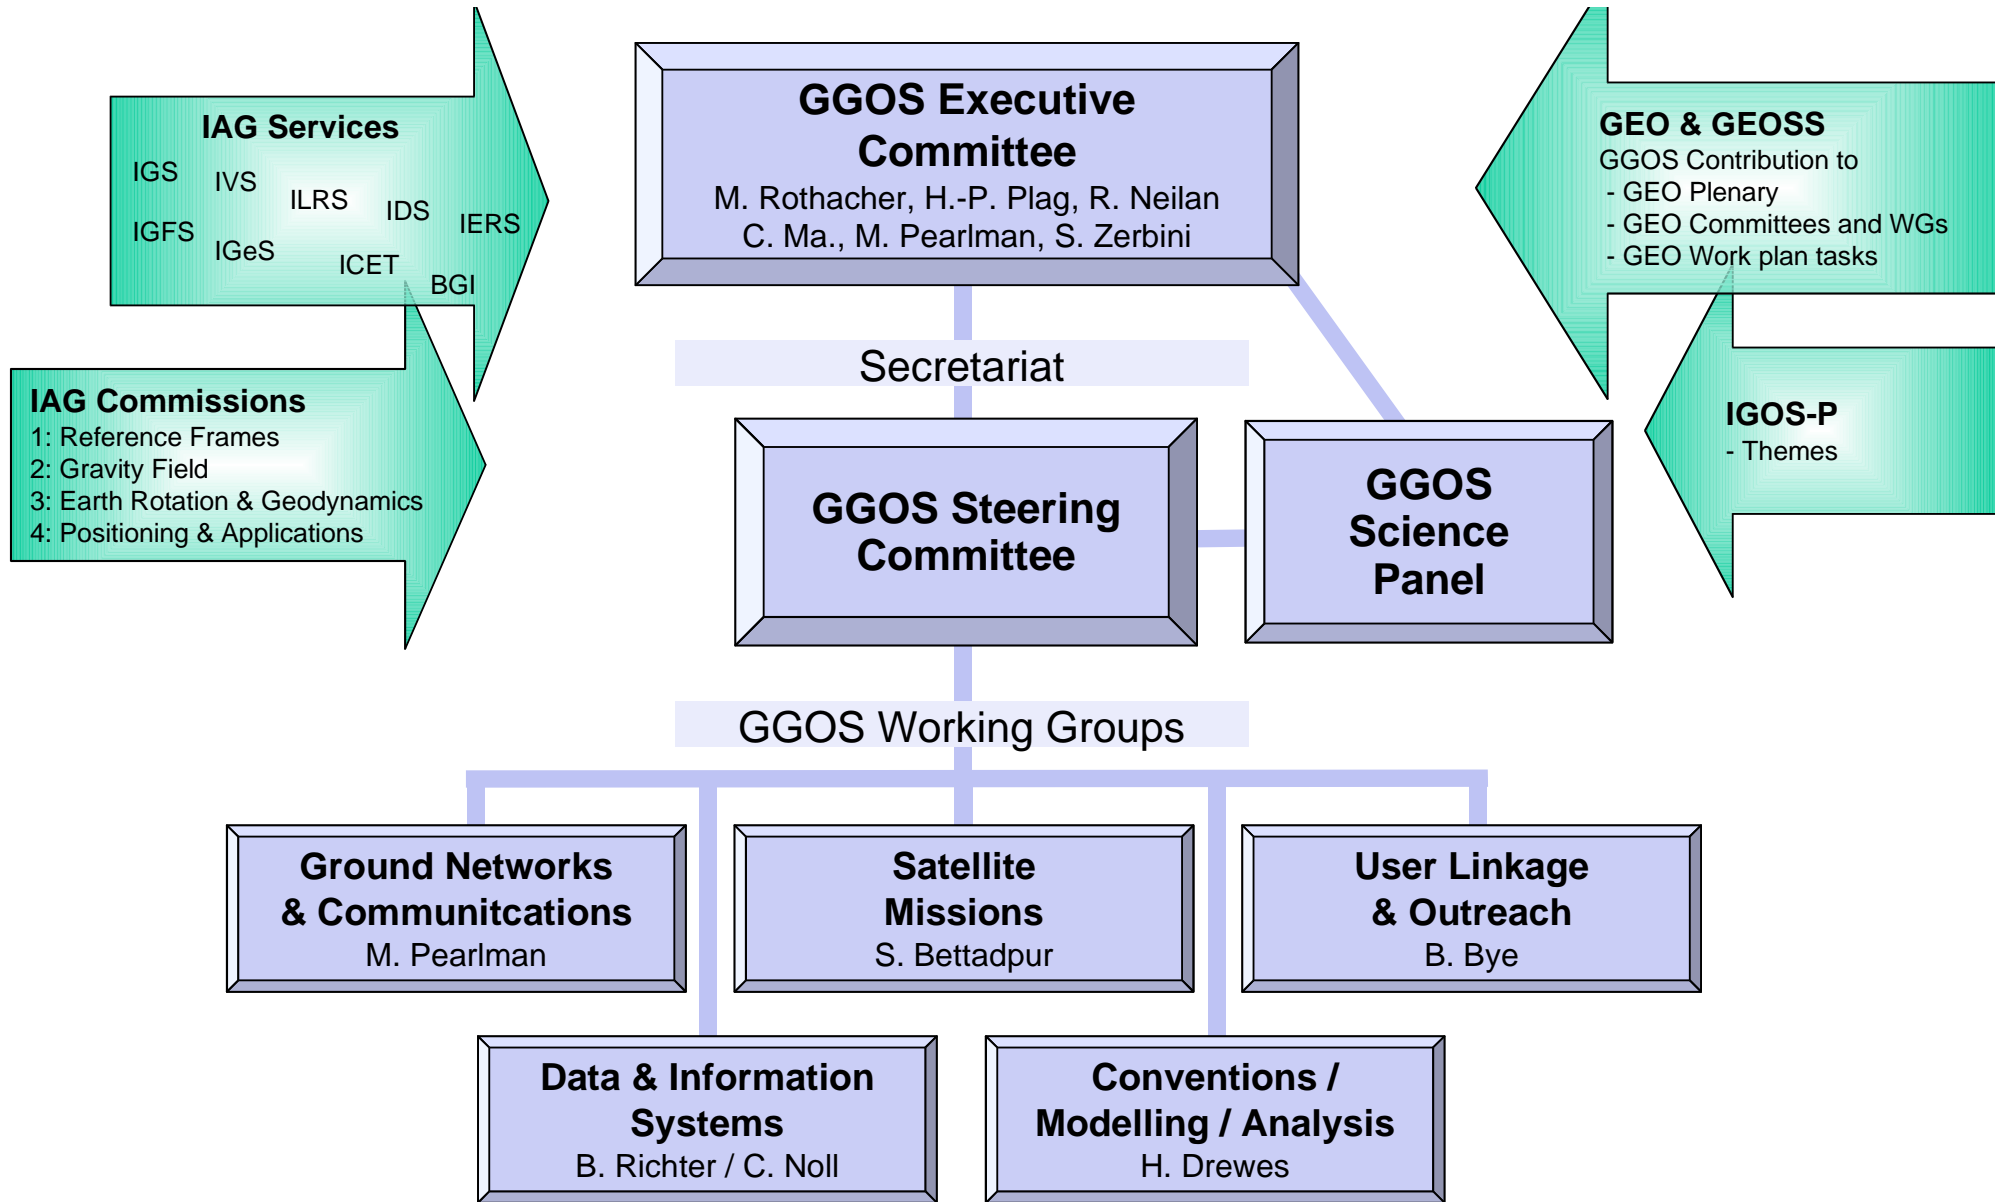 GGOS Executive
Committee
M. Rothacher, H.-P. Plag, R. Neilan
C. Ma., M. Pearlman, S. Zerbini
IAG Services
IGS
IVS
ILRS
IDS
IERS
IGFS
IGeS
ICET
BGI
GEO & GEOSS
GGOS Contribution to
- GEO Plenary
- GEO Committees and WGs
- GEO Work plan tasks
Secretariat
IAG Commissions
1: Reference Frames
2: Gravity Field
3: Earth Rotation & Geodynamics
4: Positioning & Applications
GGOS Steering
Committee
GGOS
Science
Panel
IGOS-P
- Themes
GGOS Working Groups
Ground Networks
& Communitcations
M. Pearlman
Satellite
Missions
S. Bettadpur
User Linkage
& Outreach
B. Bye
Data & Information
Systems
B. Richter / C. Noll
Conventions /
Modelling / Analysis
H. Drewes